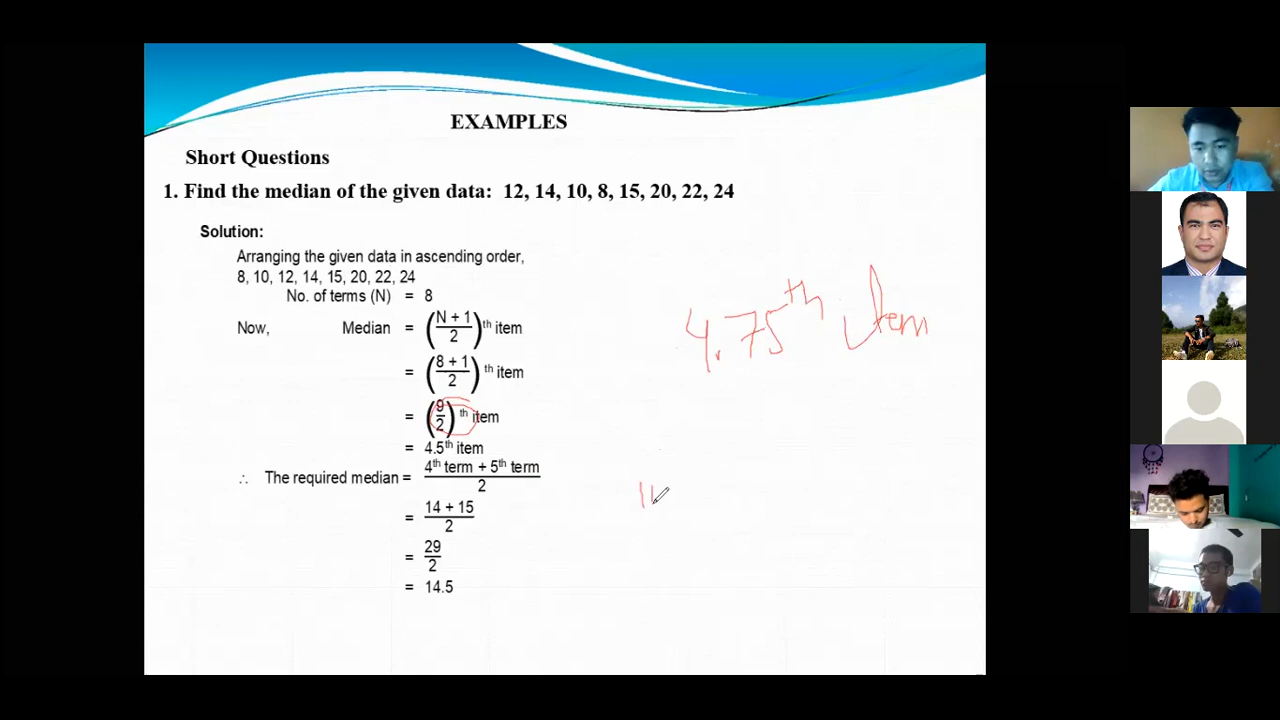 EXAMPLES
Short Questions
1. Find the median of the given data: 12, 14, 10, 8, 15, 20, 22, 24
Solution:
Arranging the given data in ascending order,
8, 10, 12, 14, 15, 20, 22, 24
No. of terms (N) = 8
Now, Median = (N + 1 / 2) th item
= (8 + 1 / 2) th item
= (9 / 2) th item
= 4.5th item
∴ The required median = 4th term + 5th term / 2
= 14 + 15 / 2
= 29 / 2
= 14.5
4.75th item